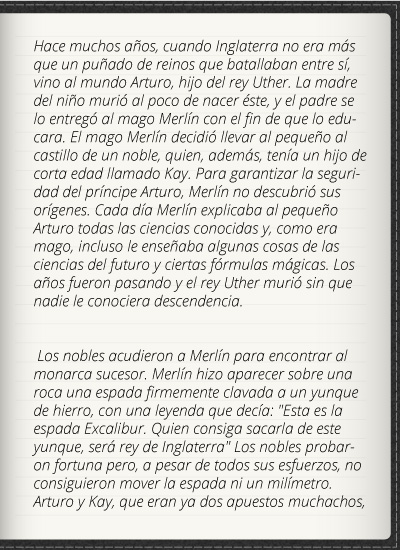 Hace muchos años, cuando Inglaterra no era más
que un puñado de reinos que batallaban entre sí,
vino al mundo Arturo, hijo del rey Uther. La madre
del niño murió al poco de nacer éste, y el padre se
lo entregó al mago Merlín con el fin de que lo edu-
cara. El mago Merlín decidió llevar al pequeño al
castillo de un noble, quien, además, tenía un hijo de
corta edad llamado Kay. Para garantizar la seguri-
dad del príncipe Arturo, Merlín no descubrió sus
orígenes. Cada día Merlín explicaba al pequeño
Arturo todas las ciencias conocidas y, como era
mago, incluso le enseñaba algunas cosas de las
ciencias del futuro y ciertas fórmulas mágicas. Los
años fueron pasando y el rey Uther murió sin que
nadie le conociera descendencia.
Los nobles acudieron a Merlín para encontrar al
monarca sucesor. Merlín hizo aparecer sobre una
roca una espada firmemente clavada a un yunque
de hierro, con una leyenda que decía: "Esta es la
espada Excalibur. Quien consiga sacarla de este
yunque, será rey de Inglaterra" Los nobles probar-
on fortuna pero, a pesar de todos sus esfuerzos, no
consiguieron mover la espada ni un milímetro.
Arturo y Kay, que eran ya dos apuestos muchachos,